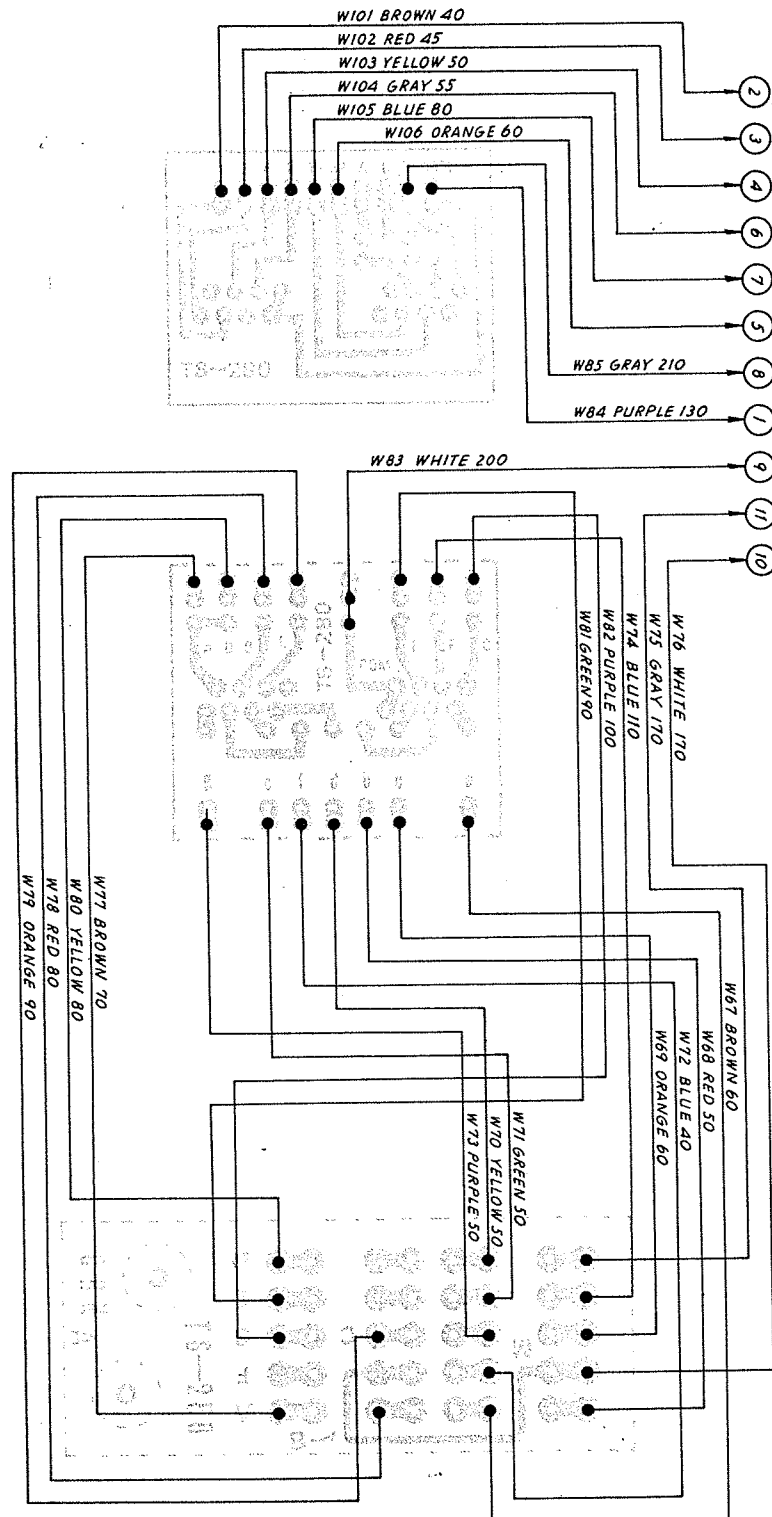 W101 BROWN 40
W102 RED 45
W103 YELLOW 50
W104 GRAY 55
W105 BLUE 80
W106 ORANGE 60
2
3
4
6
7
5
8
1
9
11
10
W85 GRAY 210
W84 PURPLE 130
TS-280
W83 WHITE 200
TS-280
W81 GREEN 90
W82 PURPLE 100
W74 BLUE 110
W75 GRAY 170
W76 WHITE 170
W79 ORANGE 90
W78 RED 80
W80 YELLOW 80
W77 BROWN 70
W73 PURPLE 50
W70 YELLOW 50
W71 GREEN 50
W69 ORANGE 60
W72 BLUE 40
W68 RED 50
W67 BROWN 60